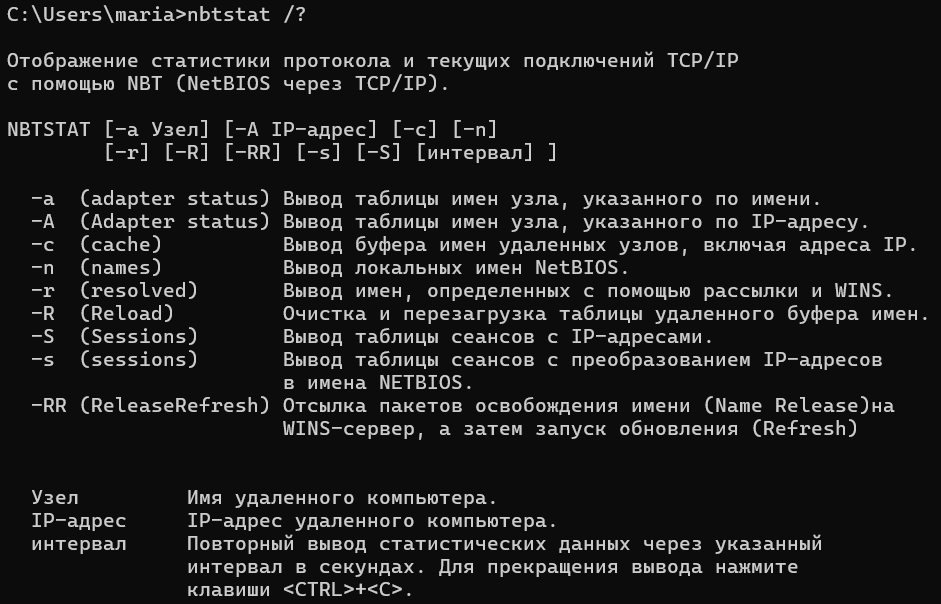 C:\Users\maria>nbtstat /?
Отображение статистики протокола и текущих подключений TCP/IP
с помощью NBT (NetBIOS через TCP/IP).
NBTSTAT [-a Узел] [-A IP-адрес] [-c] [-n]
[-r] [-R] [-RR] [-s] [-S] [интервал] ]
-a (adapter status) Вывод таблицы имен узла, указанного по имени.
-A (Adapter status) Вывод таблицы имен узла, указанного по IP-адресу.
-c (cache) Вывод буфера имен удаленных узлов, включая адреса IP.
-n (names) Вывод локальных имен NetBIOS.
-r (resolved) Вывод имен, определенных с помощью рассылки и WINS.
-R (Reload) Очистка и перезагрузка таблицы удаленного буфера имен.
-S (Sessions) Вывод таблицы сеансов с IP-адресами.
-s (sessions) Вывод таблицы сеансов с преобразованием IP-адресов
в имена NETBIOS.
-RR (ReleaseRefresh) Отсылка пакетов освобождения имени (Name Release)на
WINS-сервер, а затем запуск обновления (Refresh)
Узел Имя удаленного компьютера.
IP-адрес IP-адрес удаленного компьютера.
интервал Повторный вывод статистических данных через указанный
интервал в секундах. Для прекращения вывода нажмите
клавиши <CTRL>+<C>.